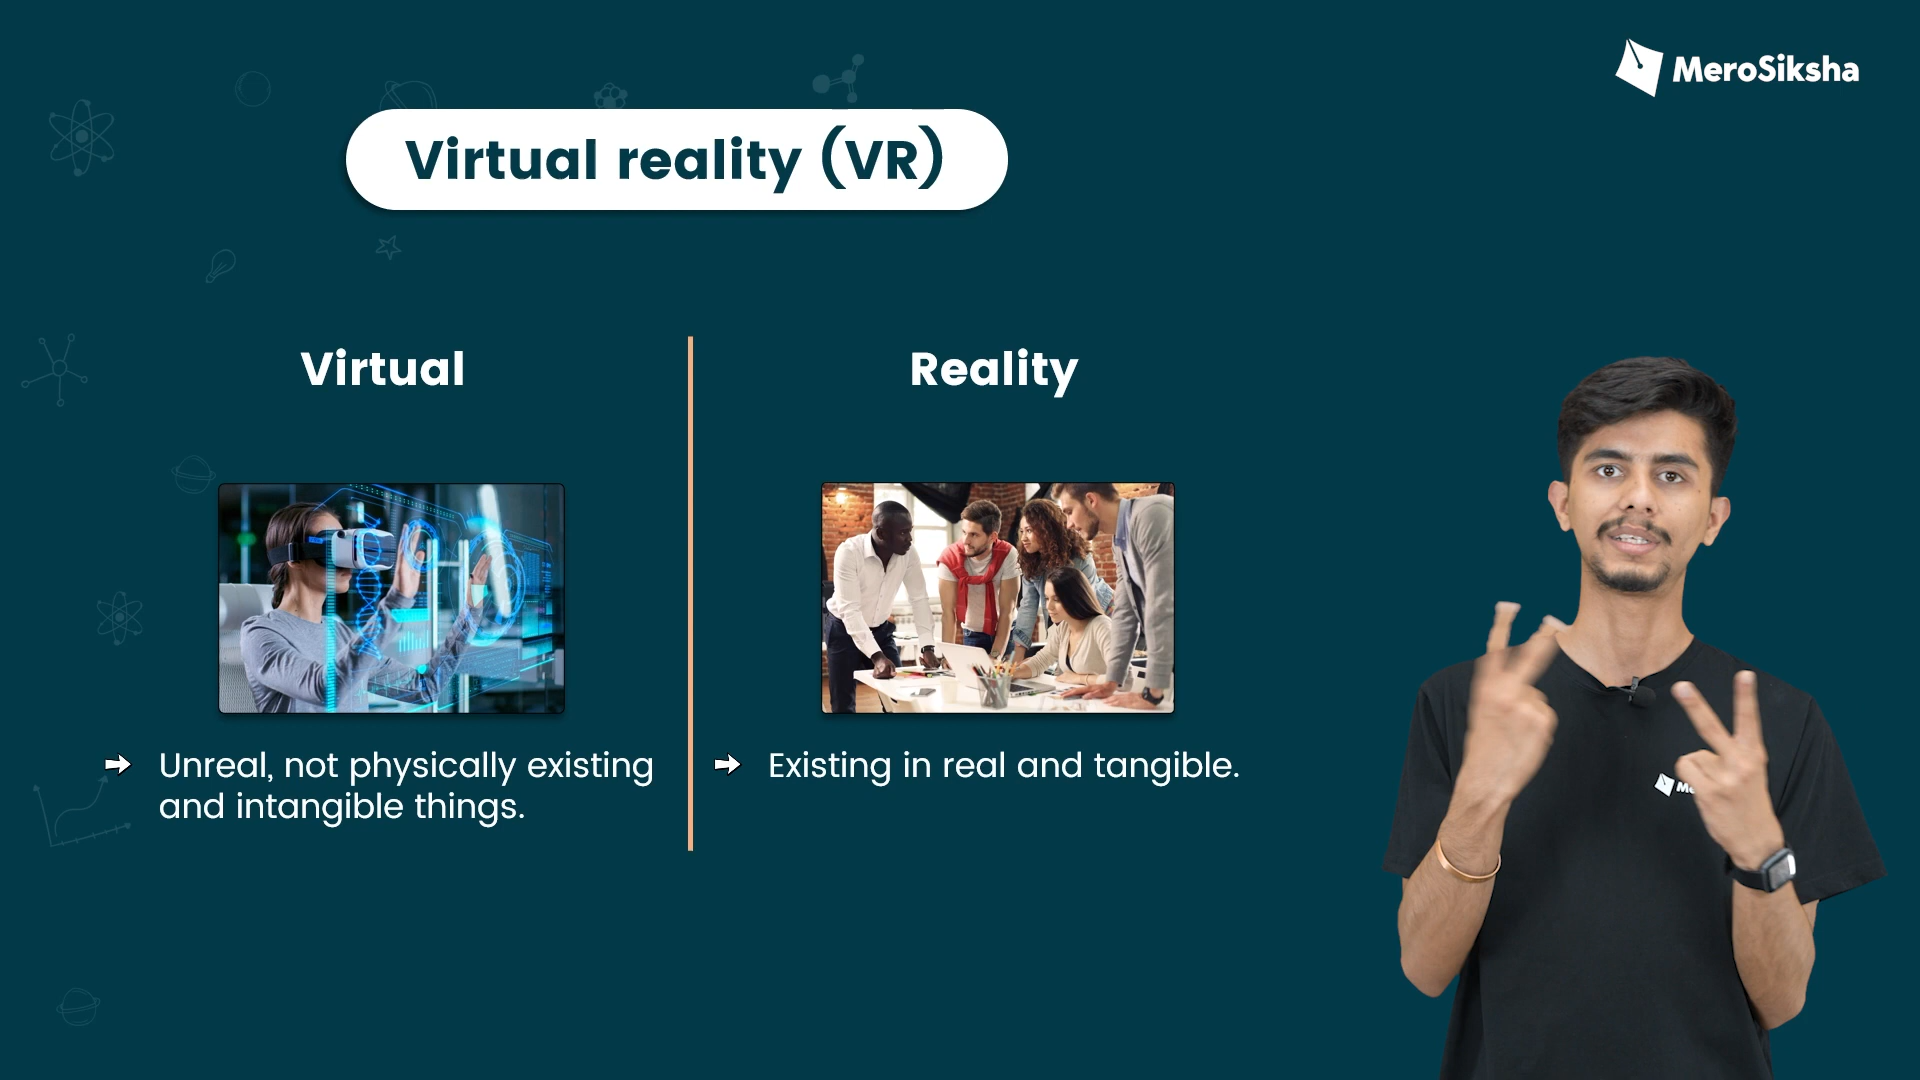 MeroSiksha
Virtual reality (VR)
Virtual
Reality
Unreal, not physically existing
and intangible things.
Existing in real and tangible.